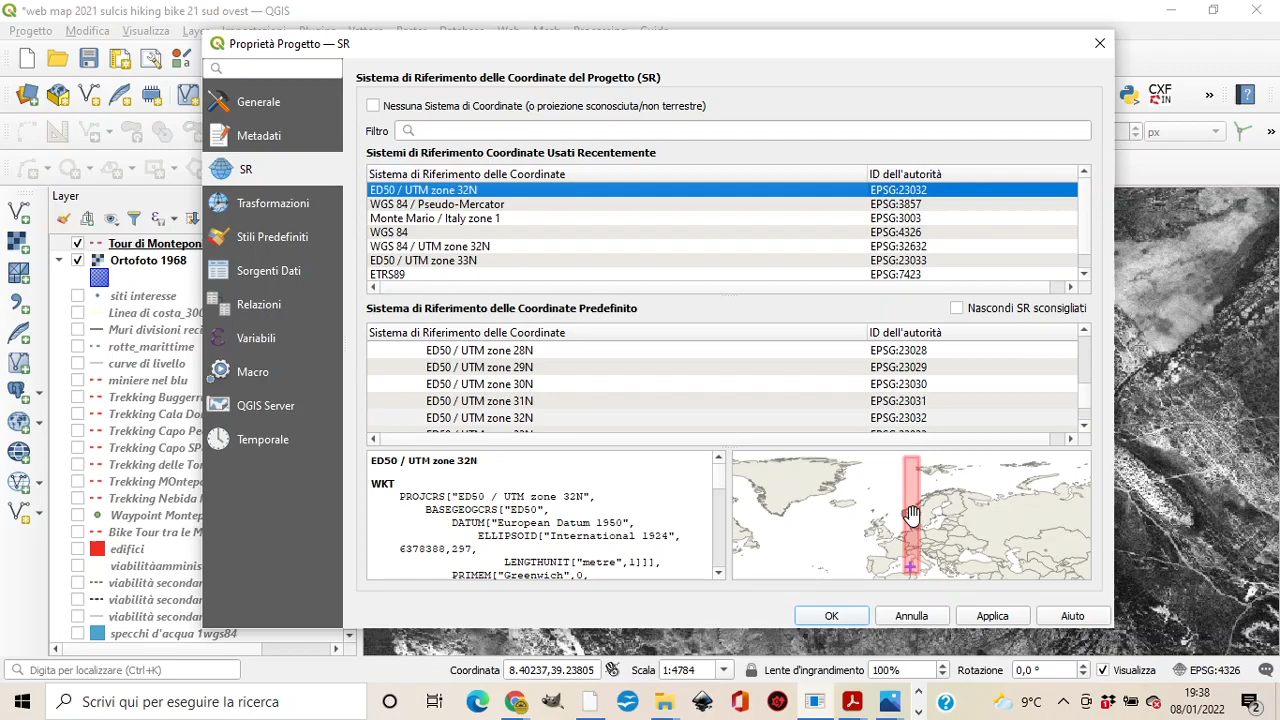 *web map 2021 sulcis hiking bike 21 sud ovest — QGIS
Progetto Modifica Visualizza
Proprietà Progetto — SR
Generale
Metadati
SR
Trasformazioni
Stili Predefiniti
Sorgenti Dati
Relazioni
Variabili
Macro
QGIS Server
Temporale
Sistema di Riferimento delle Coordinate del Progetto (SR)
Nessuna Sistema di Coordinate (o proiezione sconosciuta/non terrestre)
Filtro
Sistemi di Riferimento Coordinate Usati Recentemente
Sistema di Riferimento delle Coordinate ID dell'autorità
ED50 / UTM zone 32N EPSG:23032
WGS 84 / Pseudo-Mercator EPSG:3857
Monte Mario / Italy zone 1 EPSG:3003
WGS 84 EPSG:4326
WGS 84 / UTM zone 32N EPSG:32632
ED50 / UTM zone 33N EPSG:23033
ETRS89 EPSG:7423
Sistema di Riferimento delle Coordinate Predefinito
Nascondi SR sconsigliati
Sistema di Riferimento delle Coordinate ID dell'autorità
ED50 / UTM zone 28N EPSG:23028
ED50 / UTM zone 29N EPSG:23029
ED50 / UTM zone 30N EPSG:23030
ED50 / UTM zone 31N EPSG:23031
ED50 / UTM zone 32N EPSG:23032
ED50 / UTM zone 32N
WKT
PROJCRS["ED50 / UTM zone 32N",
BASEGEOGCRS["ED50",
DATUM["European Datum 1950",
ELLIPSOID["International 1924",
6378388,297,
LENGTHUNIT["metre",1]]],
PRIMEM["Greenwich",0,
OK Annulla Applica Aiuto
CXF
IN
px
Layer
Tour di Montepon
Ortofoto 1968
siti interesse
Linea di costa_300
Muri divisioni reci
rotte_marittime
curve di livello
miniere nel blu
Trekking Buggerr
Trekking Cala Do
Trekking Capo Pe
Trekking Capo SP
Trekking delle To
Trekking MOntep
Trekking Nebida M
Waypoint Montep
Bike Tour tra le M
edifici
viabilitàamminis
viabilità secondar
viabilità secondar
viabilità secondar
specchi d'acqua 1wgs84
Digita per localizzare (Ctrl+K)
Coordinata 8.40237,39.23805 Scala 1:4784 Lente d'ingrandimento 100% Rotazione 0,0 ° Visualizza EPSG:4326
Scrivi qui per eseguire la ricerca
9°C
19:39
08/01/2022
2